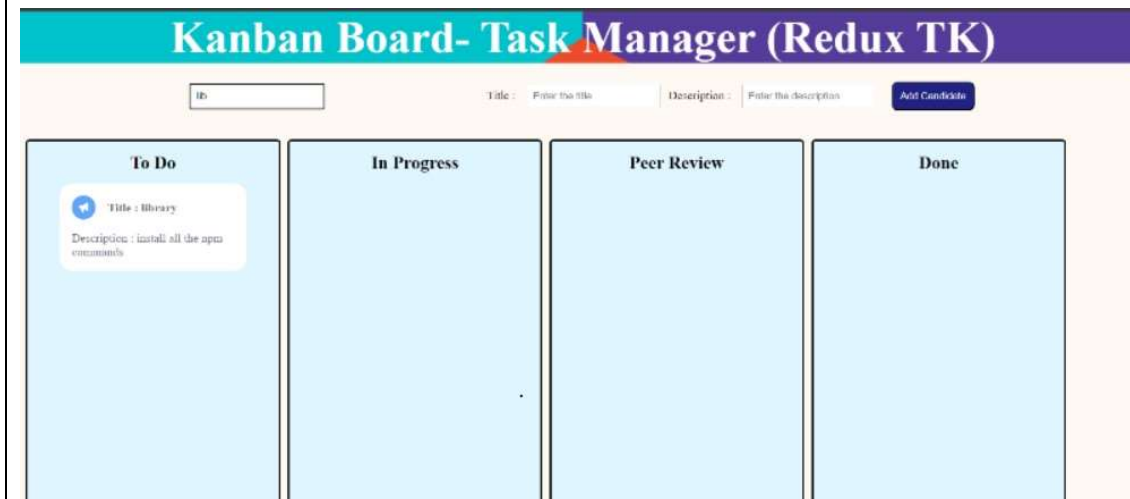 Kanban Board- Task Manager (Redux TK)
lib
Title :
Enter the title
Description :
Enter the description
Add Candidate
To Do
In Progress
Peer Review
Done
Title : library
Description : install all the npm
commands